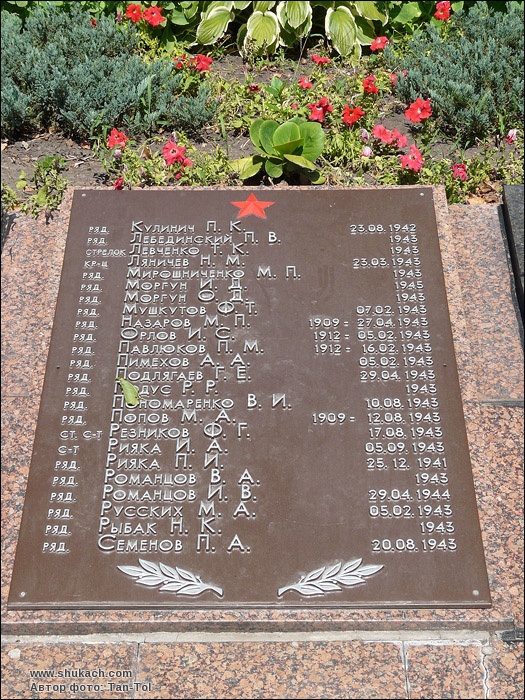 РЯД. КУЛИНИЧ П. К. 23.08.1942
РЯД. ЛЕБЕДИНСКИЙ П. В. 1943
СТРЕЛОК ЛЕВЧЕНКО Т. К. 1943
КР-Ц ЛЯНИЧЕВ Н. М. 23.03.1943
РЯД. МИРОШНИЧЕНКО М. П. 1943
РЯД. МОРГУН И. Д. 1943
РЯД. МОРГУН О. Д. 1943
РЯД. МУШКУТОВ Ф. Т. 07.02.1943
РЯД. НАЗАРОВ М. П. 1909 - 27.04.1943
РЯД. ОРЛОВ И. С. 1912 - 05.02.1943
РЯД. ПАВЛЮКОВ П. М. 1912 - 16.02.1943
РЯД. ПИМЕХОВ А. А. 05.02.1943
РЯД. ПОДЛЯГАЕВ Г. Е. 29.04.1943
РЯД. Р. Р. 1943
РЯД. ПОНОМАРЕНКО В. И. 10.08.1943
РЯД. ПОПОВ М. А. 1909 - 12.08.1943
СТ. С-Т РЕЗНИКОВ Ф. Г. 17.08.1943
С-Т РИЯКА И. А. 05.09.1943
РЯД. РИЯКА П. И. 25. 12. 1941
РЯД. РОМАНЦОВ В. А. 1943
РЯД. РОМАНЦОВ И. В. 29.04.1944
РЯД. РУССКИХ М. А. 05.02.1943
РЯД. РЫБАК Н. К. 1943
РЯД. СЕМЕНОВ П. А. 20.08.1943
www.shukach.com
Автор фото: Tan-Tol